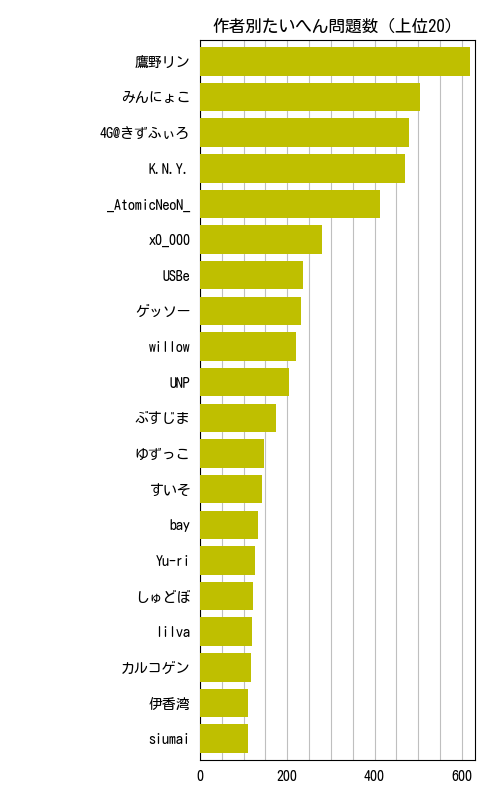 作者別たいへん問題数（上位20）
鷹野リン
みんにょこ
4G@きずふぃろ
K.N.Y.
_AtomicNeoN_
x0_000
USBe
ゲッソー
willow
UNP
ぶすじま
ゆずっこ
すいそ
bay
Yu-ri
しゅどぼ
lilva
カルコゲン
伊香湾
siumai
0 200 400 600